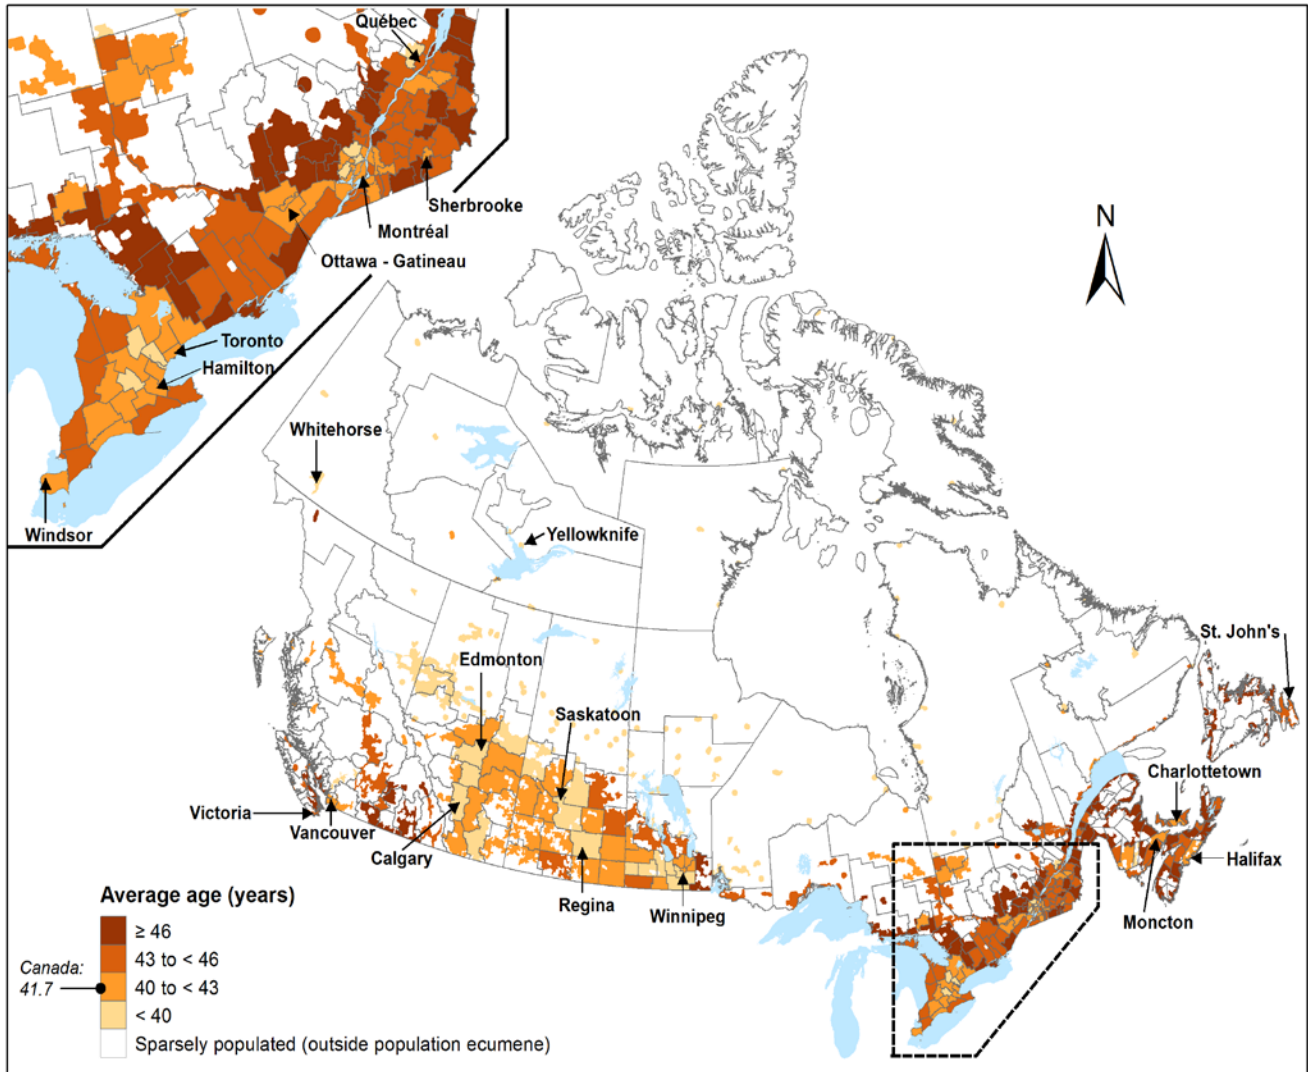 Québec
Sherbrooke
Montréal
Ottawa - Gatineau
Toronto
Hamilton
Windsor
N
Whitehorse
Yellowknife
St. John's
Edmonton
Saskatoon
Charlottetown
Victoria
Vancouver
Calgary
Halifax
Regina
Winnipeg
Moncton
Average age (years)
≥ 46
43 to < 46
Canada:
41.7
40 to < 43
< 40
Sparsely populated (outside population ecumene)